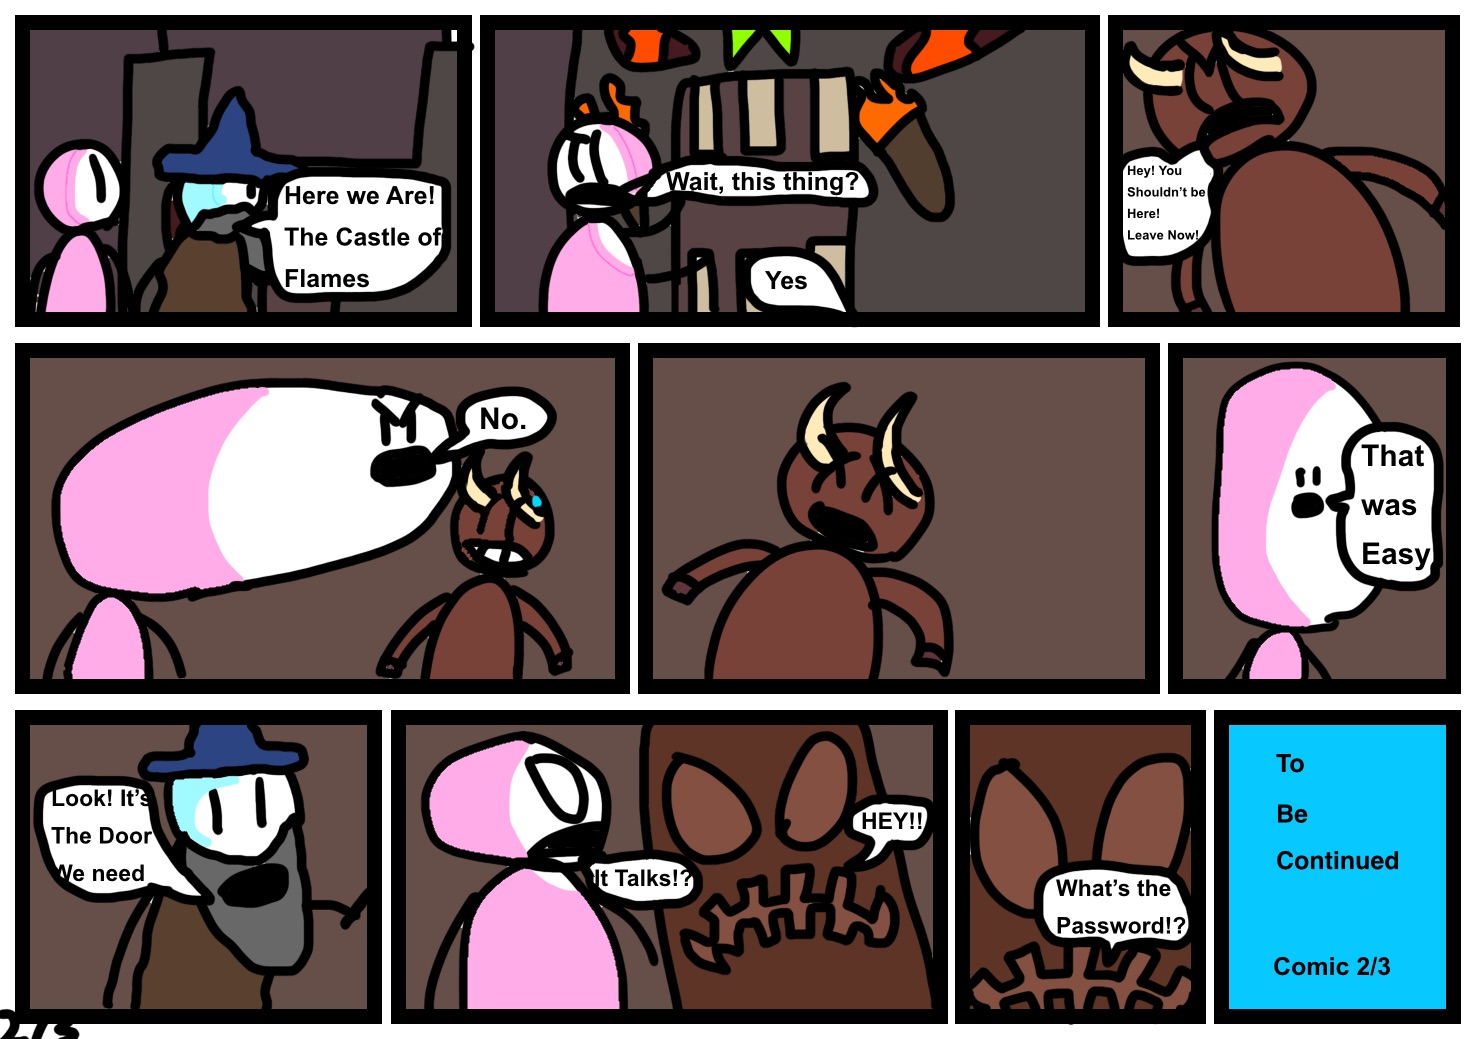 Here we Are!
The Castle of
Flames
Wait, this thing?
Yes
Hey! You
Shouldn't be
Here!
Leave Now!
No.
That
was
Easy
Look! It's
The Door
We need
It Talks!?
HEY!!
What's the
Password!?
To
Be
Continued
Comic 2/3
2/3